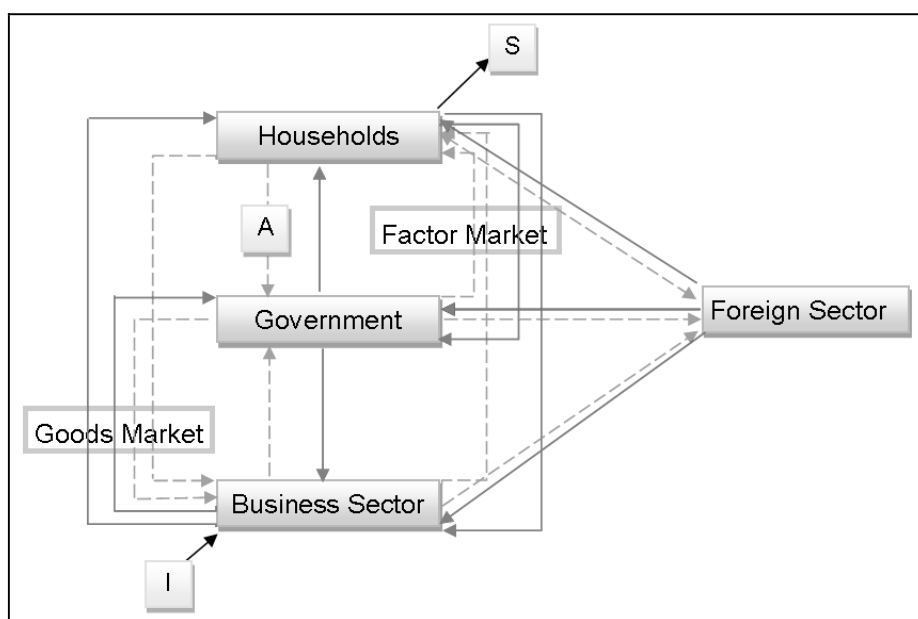 S
Households
A
Factor Market
Government
Foreign Sector
Goods Market
Business Sector
I